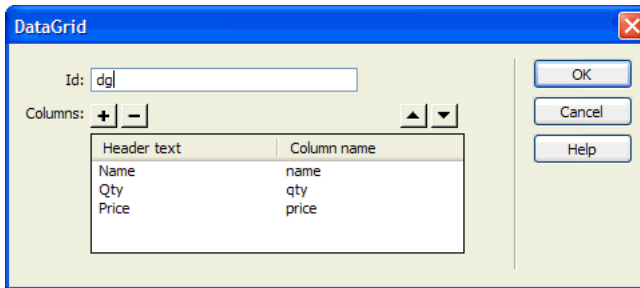 DataGrid
Id: dg
OK
Columns:
Cancel
Help
Header text Column name
Name name
Qty qty
Price price